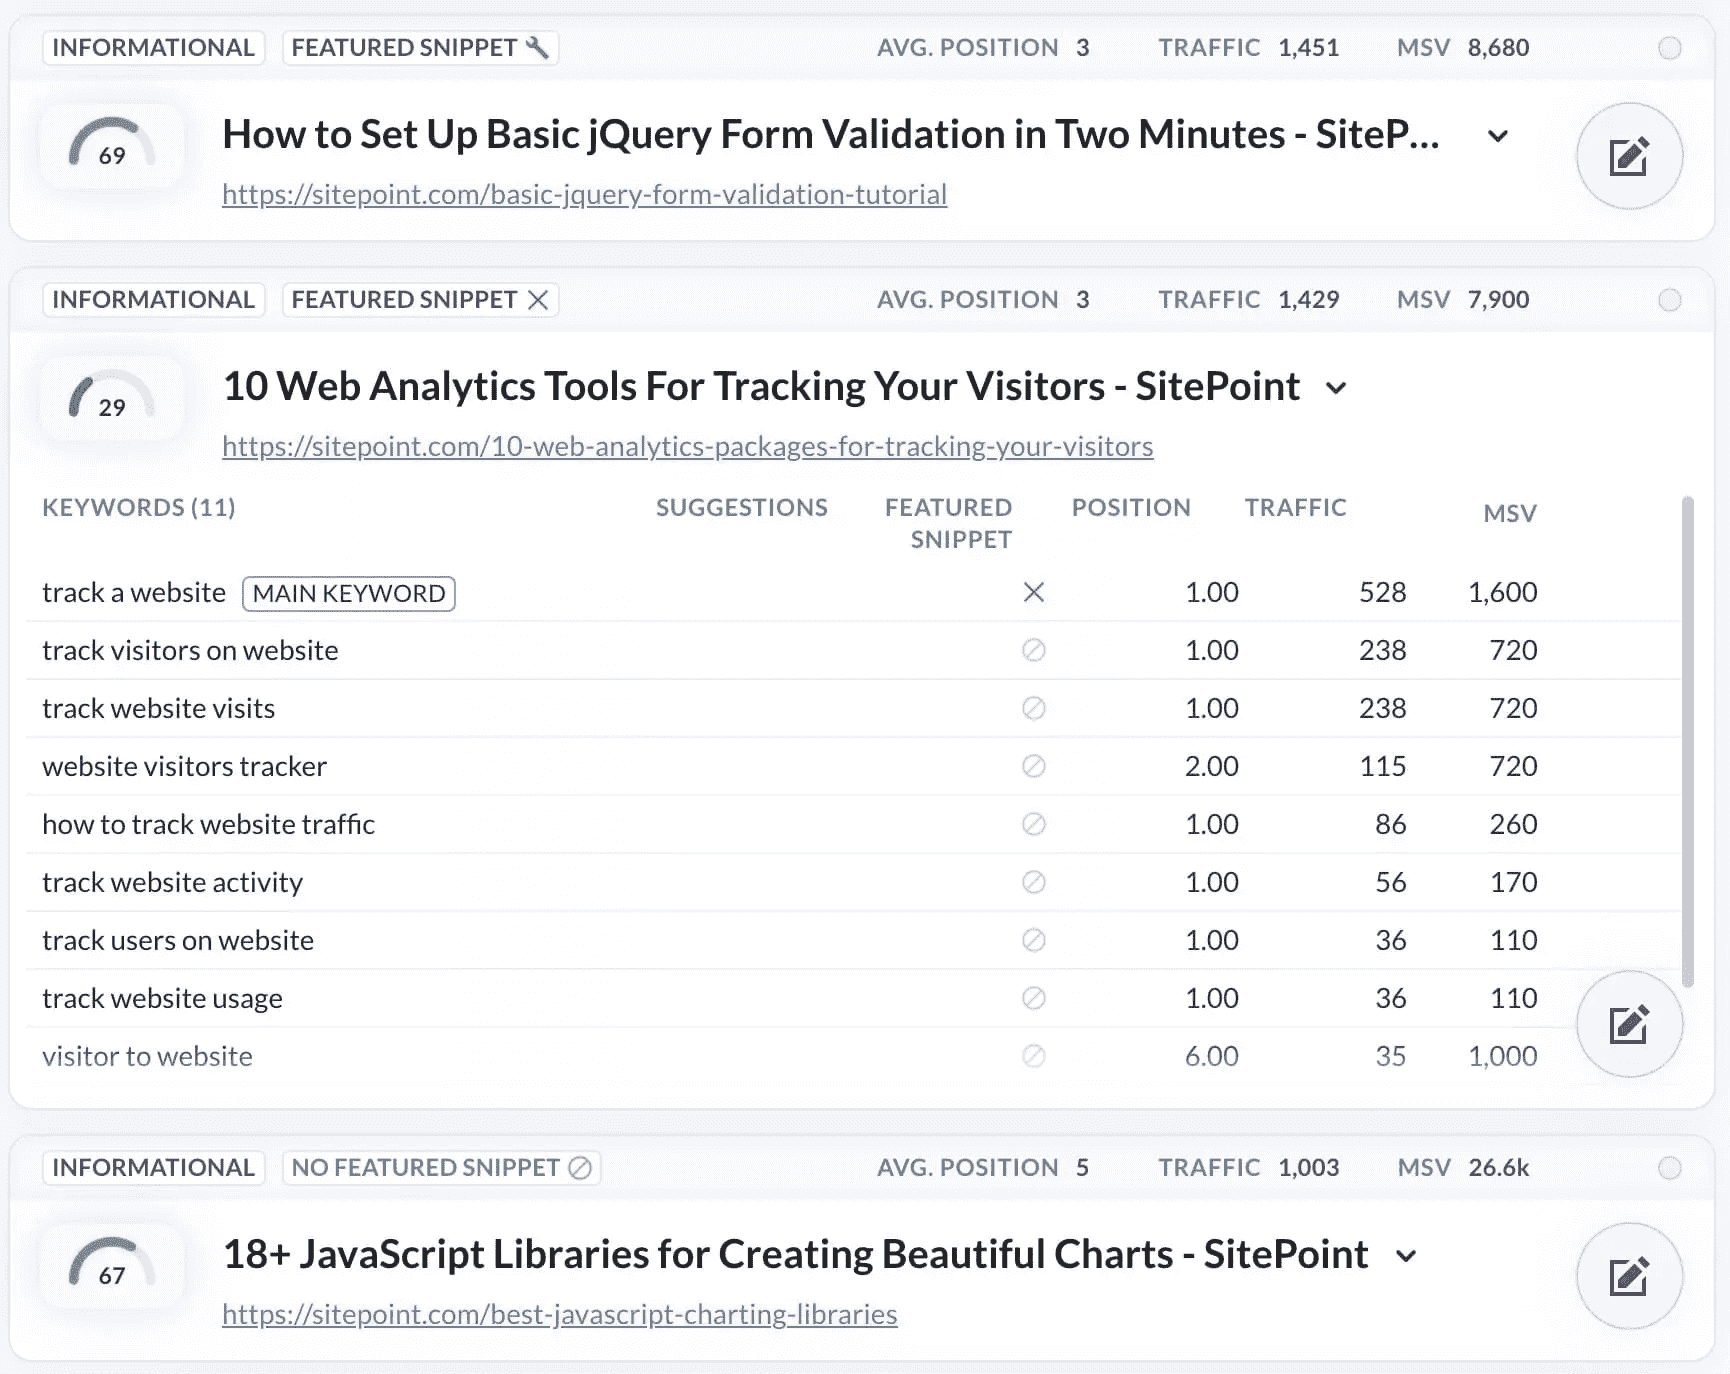 INFORMATIONAL FEATURED SNIPPET AVG. POSITION 3 TRAFFIC 1,451 MSV 8,680
69
How to Set Up Basic jQuery Form Validation in Two Minutes - SiteP...
https://sitepoint.com/basic-jquery-form-validation-tutorial
INFORMATIONAL FEATURED SNIPPET AVG. POSITION 3 TRAFFIC 1,429 MSV 7,900
29
10 Web Analytics Tools For Tracking Your Visitors - SitePoint
https://sitepoint.com/10-web-analytics-packages-for-tracking-your-visitors
KEYWORDS (11) SUGGESTIONS FEATURED SNIPPET POSITION TRAFFIC MSV
track a website MAIN KEYWORD 1.00 528 1,600
track visitors on website 1.00 238 720
track website visits 1.00 238 720
website visitors tracker 2.00 115 720
how to track website traffic 1.00 86 260
track website activity 1.00 56 170
track users on website 1.00 36 110
track website usage 1.00 36 110
visitor to website 6.00 35 1,000
INFORMATIONAL NO FEATURED SNIPPET AVG. POSITION 5 TRAFFIC 1,003 MSV 26.6k
67
18+ JavaScript Libraries for Creating Beautiful Charts - SitePoint
https://sitepoint.com/best-javascript-charting-libraries